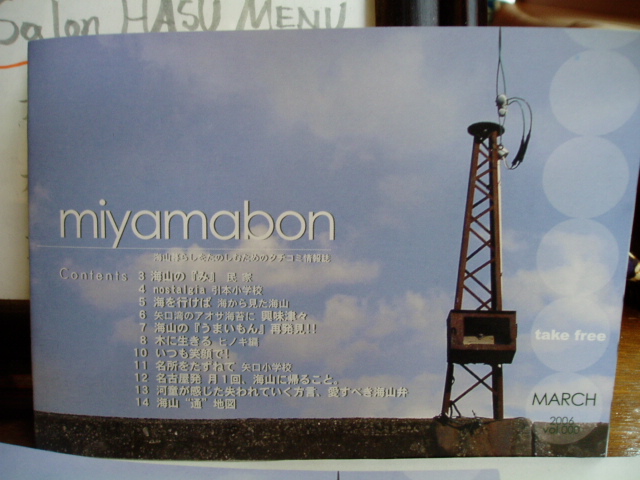 Salon HASU MENU
miyamabon
海山暮らしをたのしむためのクチコミ情報誌
Contents 3 海山の『み』 民家
4 nostalgia 引本小学校
5 海を行けば 海から見た海山
6 矢口湾のアオサ海苔に 興味津々
7 海山の『うまいもん』再発見!!
8 木に生きる ヒノキ編
10 いつも笑顔で!
11 名所をたずねて 矢口小学校
12 名古屋発 月1回、海山に帰ること、
13 河童が感じた失われていく方言、愛すべき海山弁
14 海山 "通" 地図
take free
MARCH
2006